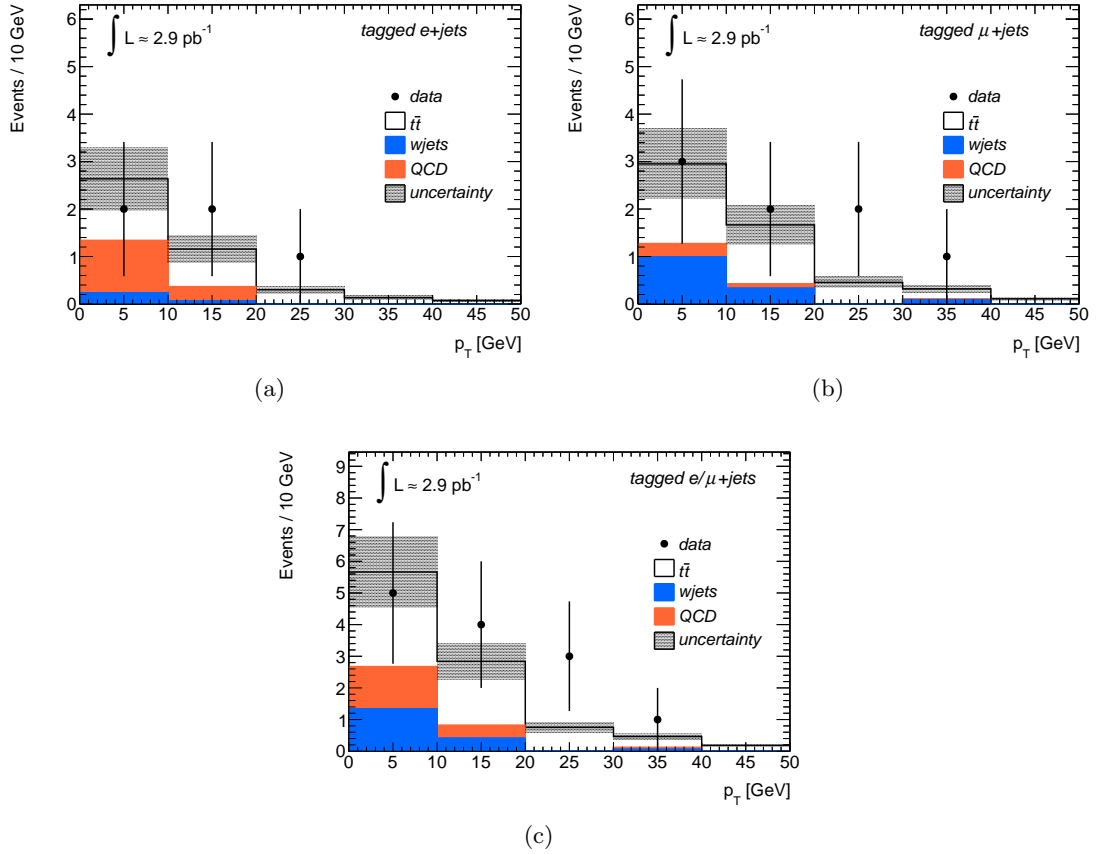 Events / 10 GeV
∫ L ≈ 2.9 pb⁻¹
tagged e+jets
data
tt̄
wjets
QCD
uncertainty
6
5
4
3
2
1
0
0 5 10 15 20 25 30 35 40 45 50
p_T [GeV]
(a)
Events / 10 GeV
∫ L ≈ 2.9 pb⁻¹
tagged μ+jets
data
tt̄
wjets
QCD
uncertainty
6
5
4
3
2
1
0
0 5 10 15 20 25 30 35 40 45 50
p_T [GeV]
(b)
Events / 10 GeV
∫ L ≈ 2.9 pb⁻¹
tagged e/μ+jets
data
tt̄
wjets
QCD
uncertainty
9
8
7
6
5
4
3
2
1
0
0 5 10 15 20 25 30 35 40 45 50
p_T [GeV]
(c)